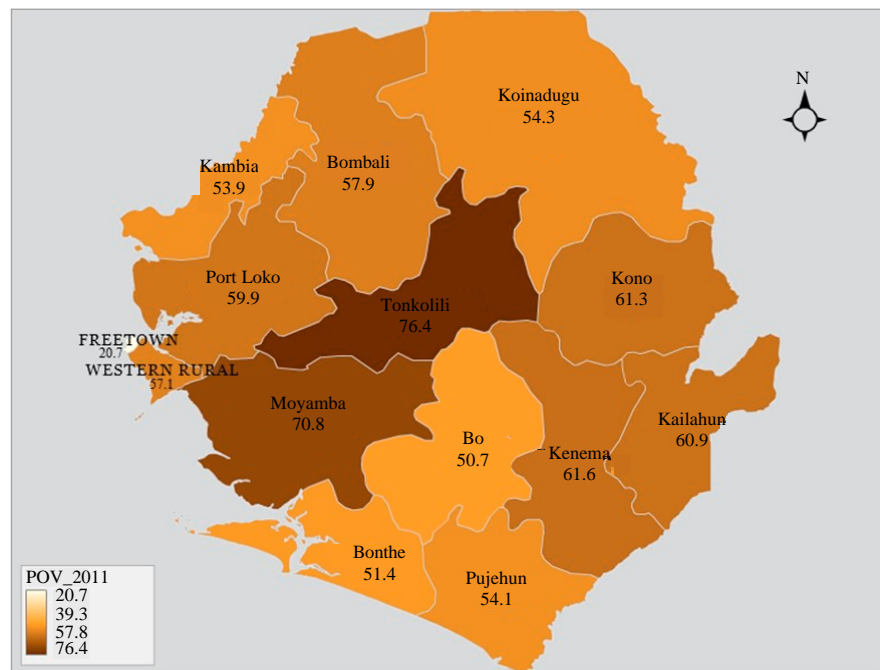 N
Koinadugu
54.3
Kambia
53.9
Bombali
57.9
Port Loko
59.9
Kono
61.3
Tonkolili
76.4
FREETOWN
20.7
WESTERN RURAL
57.1
Moyamba
70.8
Bo
50.7
Kailahun
60.9
Kenema
61.6
Bonthe
51.4
Pujehun
54.1
POV_2011
20.7
39.3
57.8
76.4